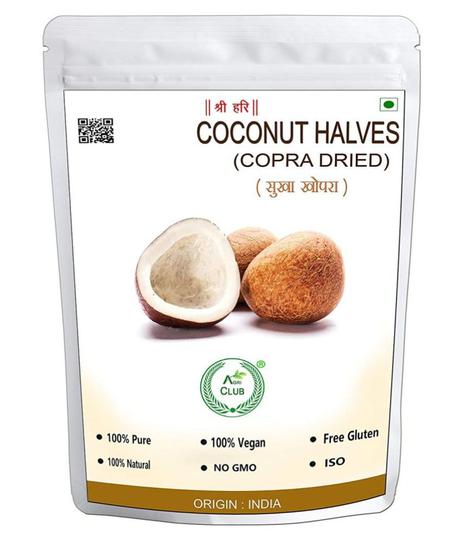 || श्री हरि ||
COCONUT HALVES
(COPRA DRIED)
( सुखा खोपरा )
AGRI
CLUB
®
• 100% Pure
• 100% Vegan
• Free Gluten
• 100% Natural
• NO GMO
• ISO
ORIGIN : INDIA